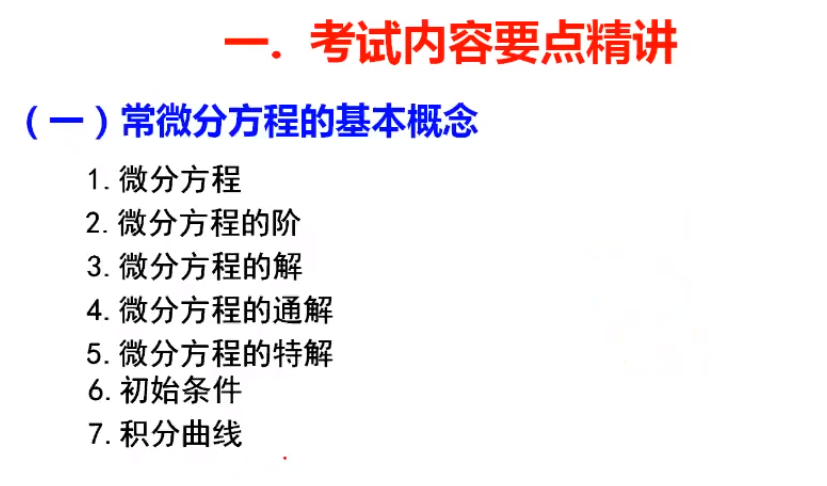 一. 考试内容要点精讲
（一）常微分方程的基本概念
1.微分方程
2.微分方程的阶
3.微分方程的解
4.微分方程的通解
5.微分方程的特解
6.初始条件
7.积分曲线